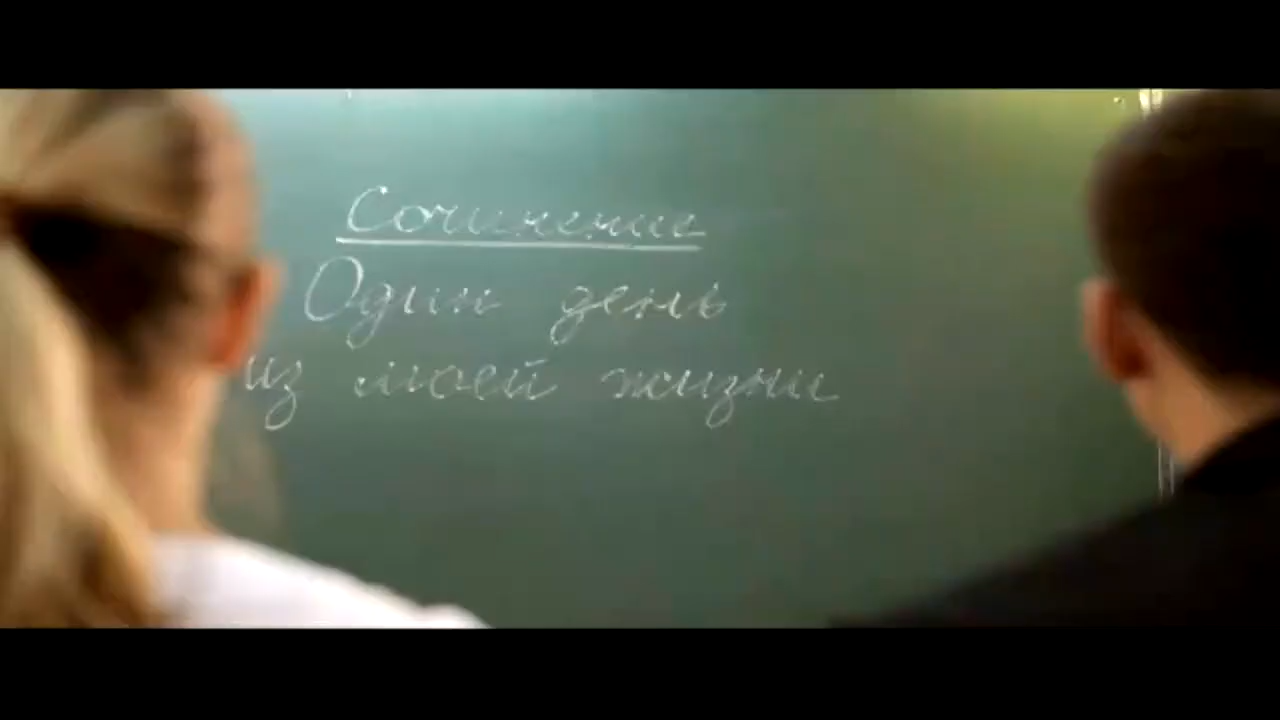 Сочинение
Один день
из моей жизни